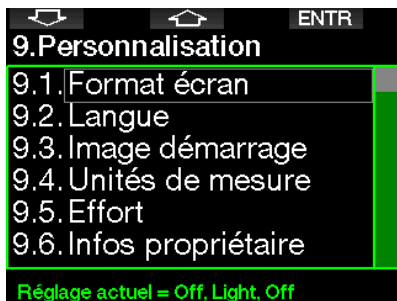 ENTR
9.Personnalisation
9.1.Format écran
9.2.Langue
9.3.Image démarrage
9.4.Unités de mesure
9.5.Effort
9.6.Infos propriétaire
Réglage actuel = Off, Light, Off